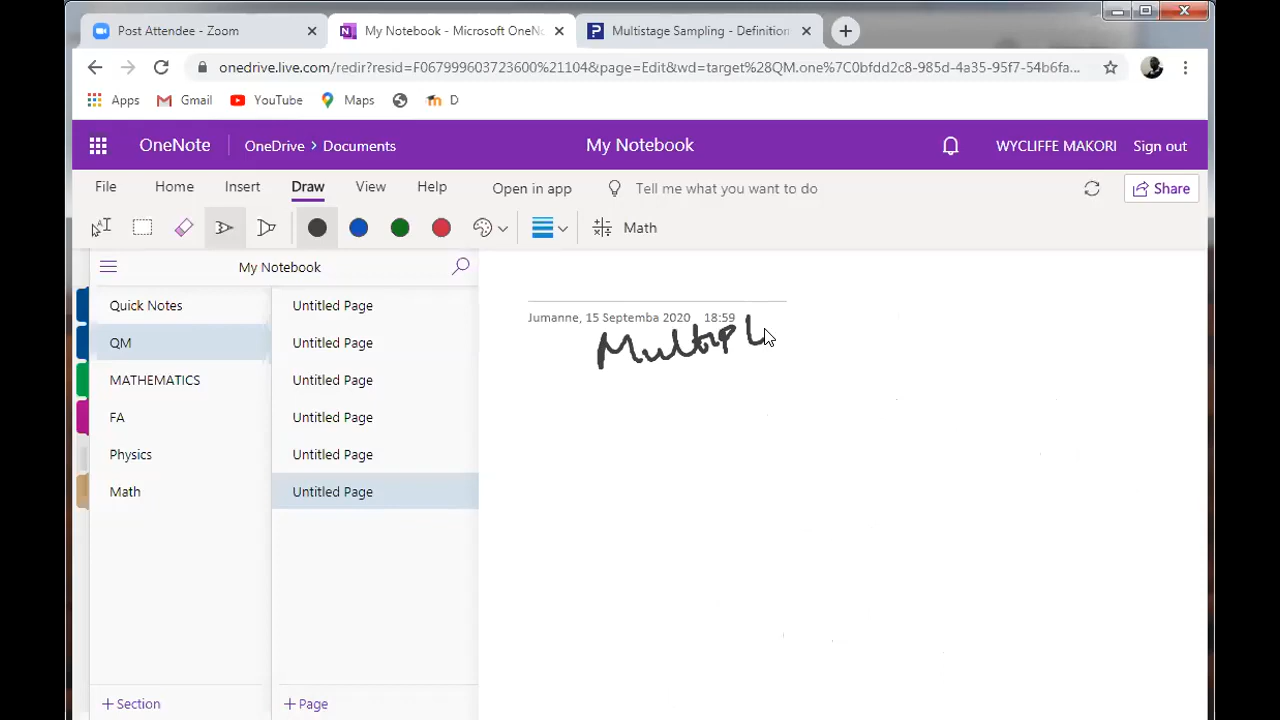 Post Attendee - Zoom
My Notebook - Microsoft OneNo
Multistage Sampling - Definition
onedrive.live.com/redir?resid=F067999603723600%21104&page=Edit&wd=target%28QM.one%7C0bfdd2c8-985d-4a35-95f7-54b6fa...
Apps Gmail YouTube Maps D
OneNote OneDrive > Documents My Notebook WYCLIFFE MAKORI Sign out
File Home Insert Draw View Help Open in app Tell me what you want to do Share
Math
My Notebook
Quick Notes Untitled Page
QM Untitled Page
MATHEMATICS Untitled Page
FA Untitled Page
Physics Untitled Page
Math Untitled Page
Jumanne, 15 Septemba 2020 18:59
Multipl
+ Section + Page